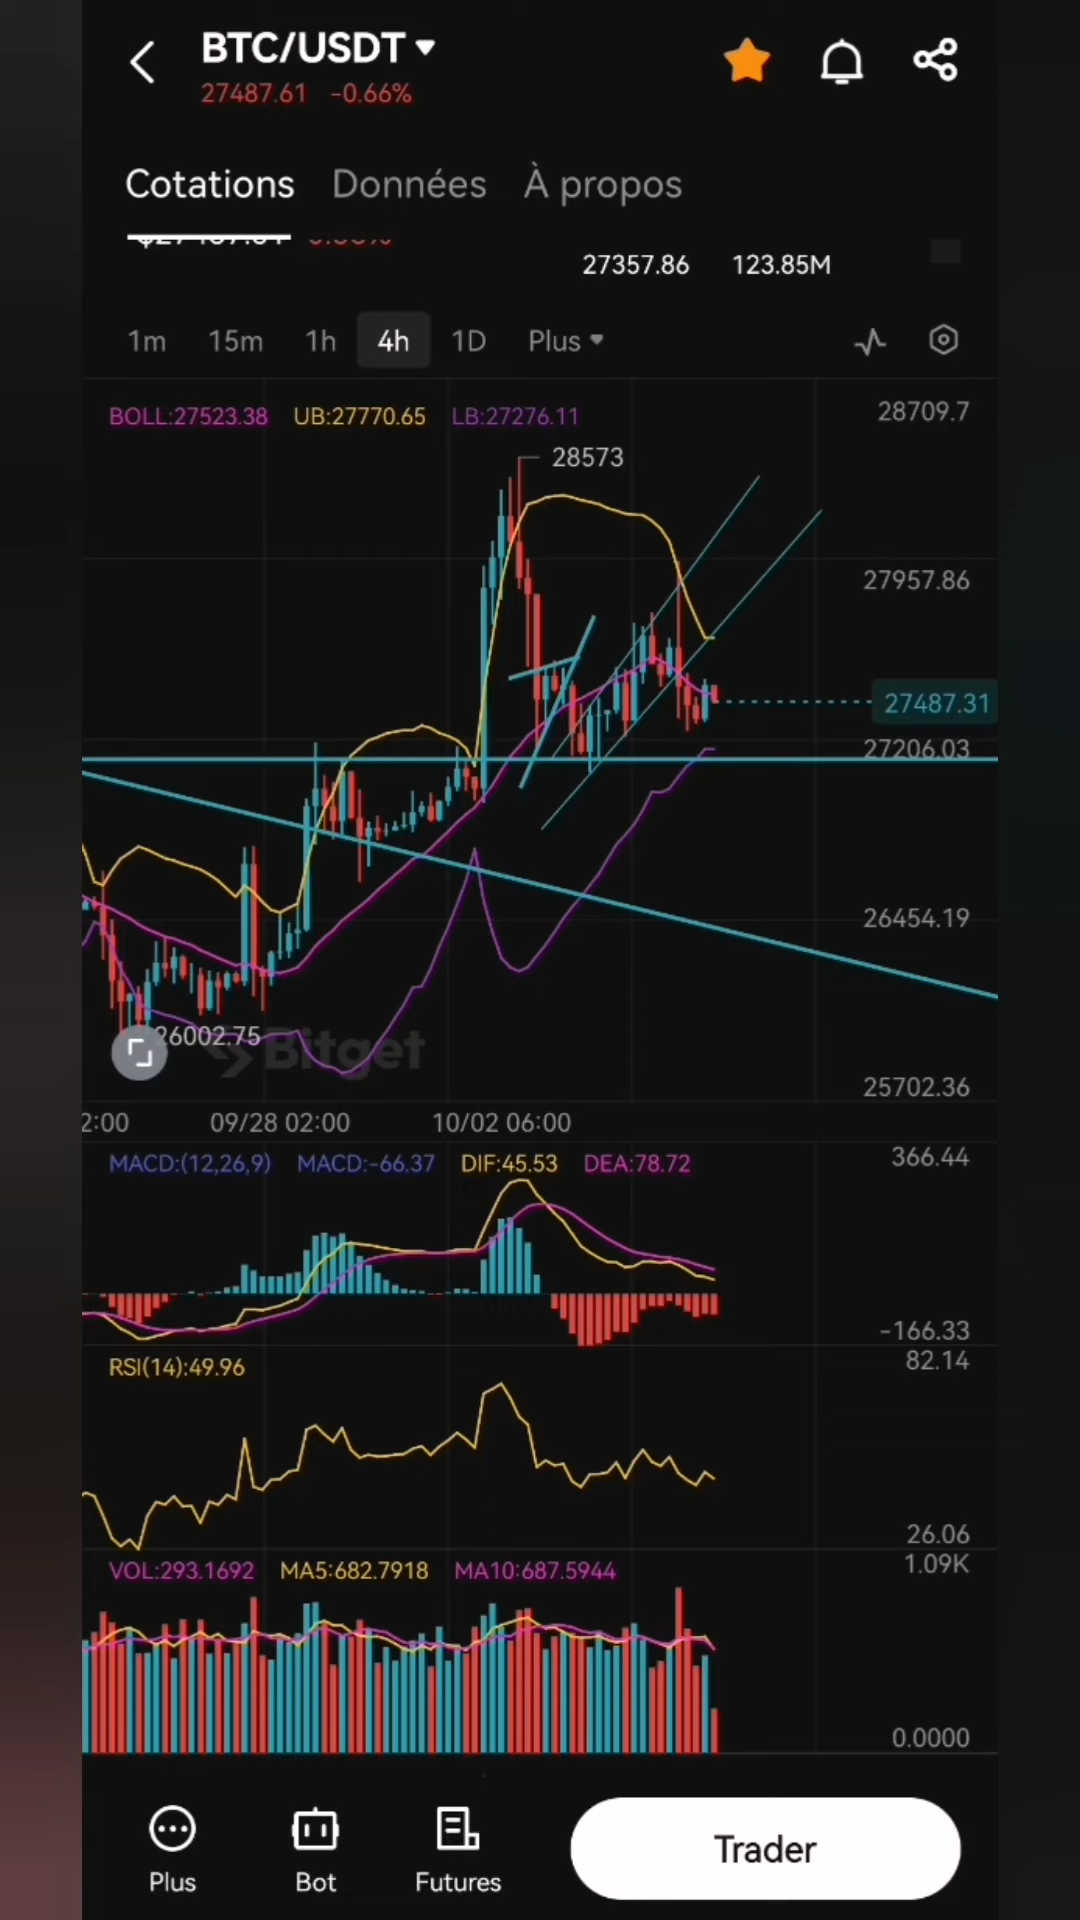 BTC/USDT
27487.61 -0.66%
Cotations Données À propos
27357.86 123.85M
1m 15m 1h 4h 1D Plus
BOLL:27523.38 UB:27770.65 LB:27276.11
28709.7
28573
27957.86
27487.31
27206.03
26454.19
26002.75
Bitget
25702.36
2:00 09/28 02:00 10/02 06:00
MACD:(12,26,9) MACD:-66.37 DIF:45.53 DEA:78.72
366.44
-166.33
RSI(14):49.96
82.14
26.06
VOL:293.1692 MA5:682.7918 MA10:687.5944
1.09K
0.0000
Plus Bot Futures Trader